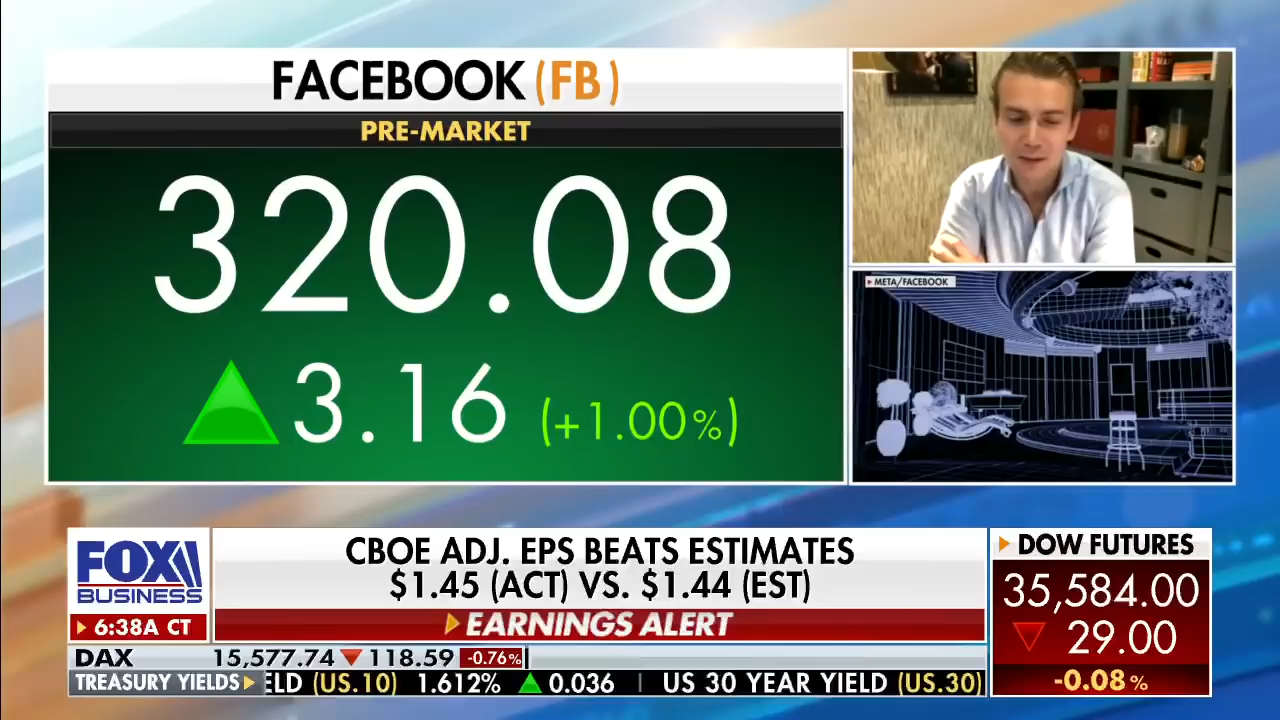 FACEBOOK (FB)
PRE-MARKET
320.08
3.16 (+1.00%)
META/FACEBOOK
CBOE ADJ. EPS BEATS ESTIMATES
$1.45 (ACT) VS. $1.44 (EST)
EARNINGS ALERT
FOX
BUSINESS
6:38A CT
DOW FUTURES
35,584.00
29.00
-0.08%
DAX 15,577.74 118.59 -0.76%
TREASURY YIELDS ELD (US.10) 1.612% 0.036 | US 30 YEAR YIELD (US.30)